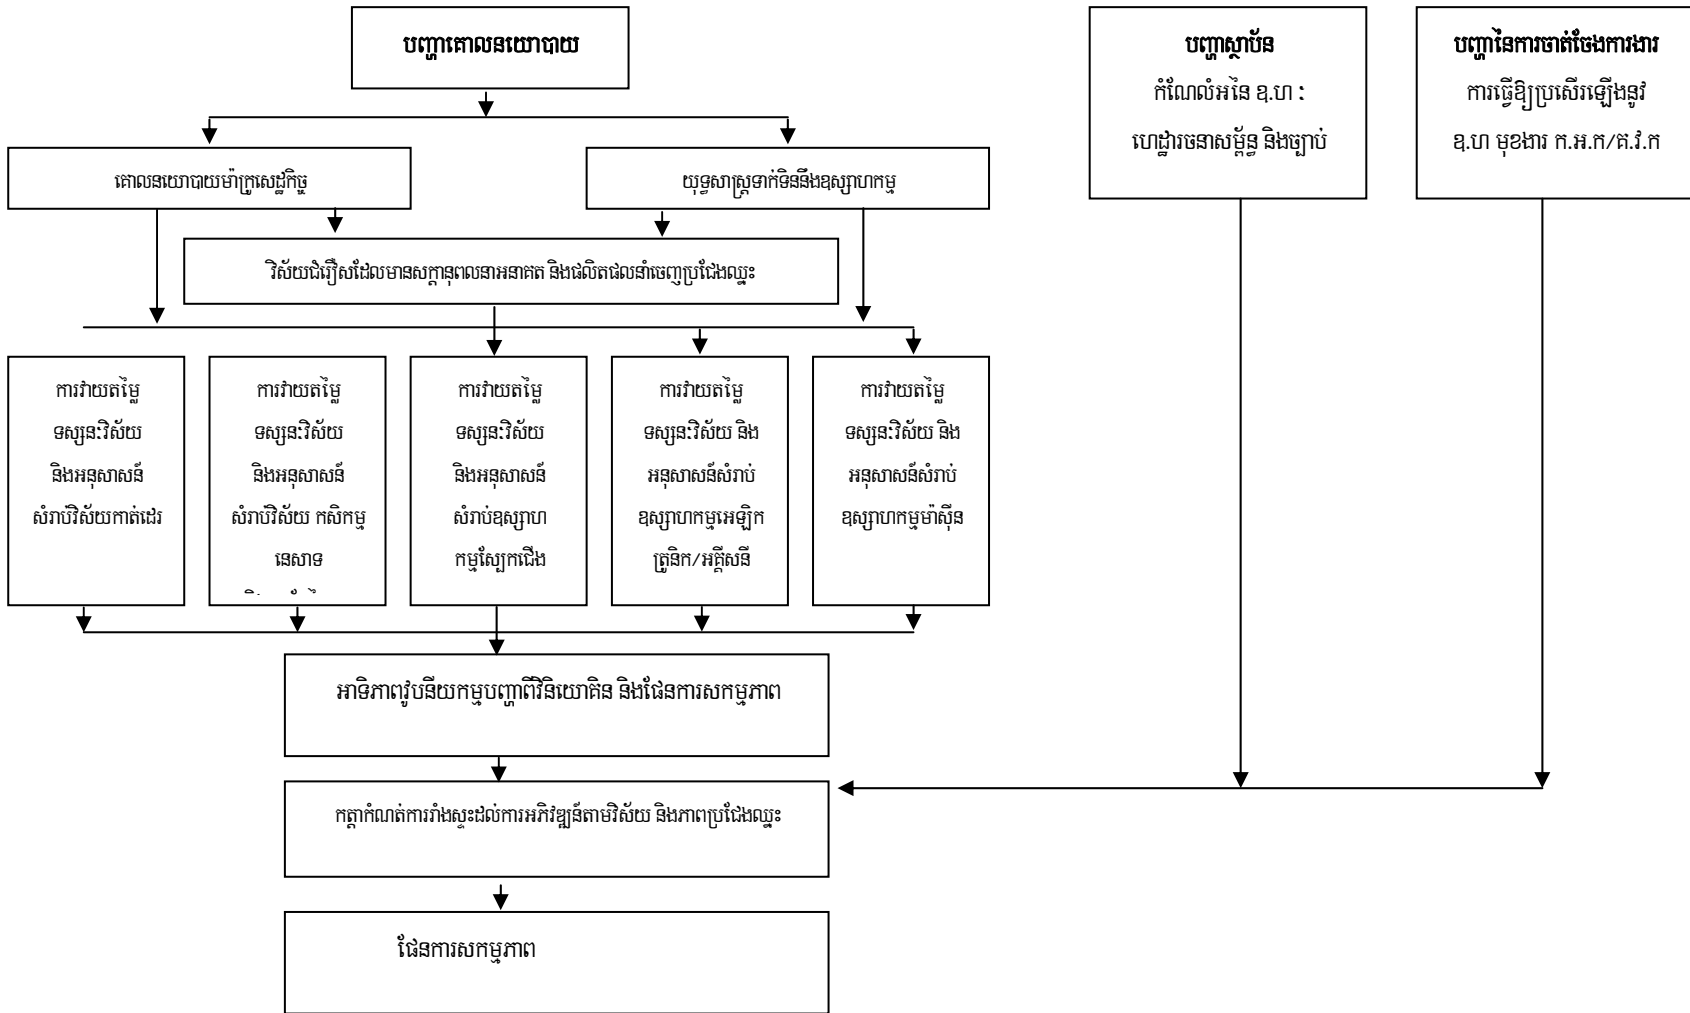 បញ្ហាគោលនយោបាយ
បញ្ហាស្ថាប័ន
កំណែលំអនៃ ឧ.ហ ៈ
ហេដ្ឋារចនាសម្ព័ន្ធ និងច្បាប់
បញ្ហានៃការចាត់ចែងការងារ
ការធ្វើឱ្យប្រសើរឡើងនូវ
ឧ.ហ មុខងារ ក.អ.ក/គ.វ.ក
គោលនយោបាយម៉ាក្រូសេដ្ឋកិច្ច
យុទ្ធសាស្ត្រទាក់ទិននឹងឧស្សាហកម្ម
វិស័យជំរឿសដែលមានសក្តានុពលនាអនាគត និងផលិតផលនាំចេញប្រជែងឈ្នះ
ការវាយតម្លៃ
ទស្សនៈវិស័យ
និងអនុសាសន៍
សំរាប់វិស័យកាត់ដេរ
ការវាយតម្លៃ
ទស្សនៈវិស័យ
និងអនុសាសន៍
សំរាប់វិស័យ កសិកម្ម
នេសាទ
ការវាយតម្លៃ
ទស្សនៈវិស័យ
និងអនុសាសន៍
សំរាប់ឧស្សាហ
កម្មស្បែកជើង
ការវាយតម្លៃ
ទស្សនៈវិស័យ និង
អនុសាសន៍សំរាប់
ឧស្សាហកម្មអេឡិក
ត្រូនិក/អគ្គីសនី
ការវាយតម្លៃ
ទស្សនៈវិស័យ និង
អនុសាសន៍សំរាប់
ឧស្សាហកម្មម៉ាស៊ីន
អាទិភាពវូបនីយកម្មបញ្ហាពីវិនិយោគិន និងផែនការសកម្មភាព
កត្តាកំណត់ការរាំងស្ទះដល់ការអភិវឌ្ឍន៍តាមវិស័យ និងភាពប្រជែងឈ្នះ
ផែនការសកម្មភាព